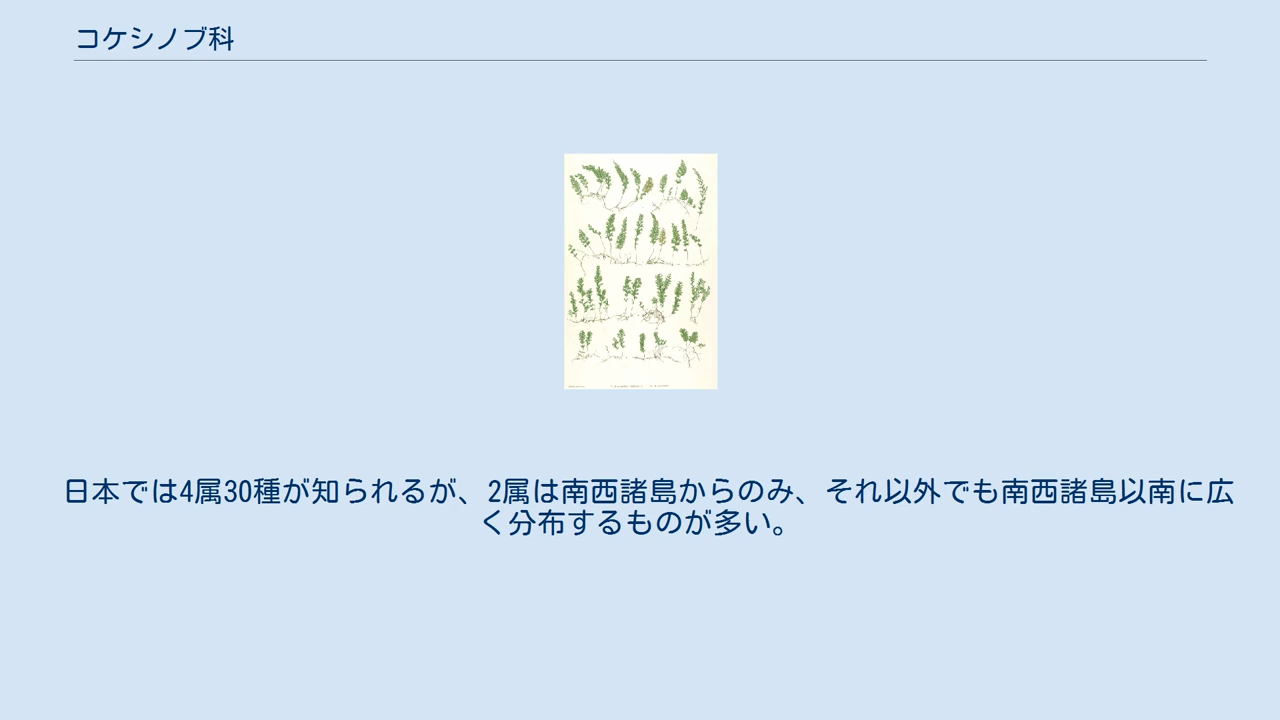 コケシノブ科
日本では4属30種が知られるが、2属は南西諸島からのみ、それ以外でも南西諸島以南に広
く分布するものが多い。